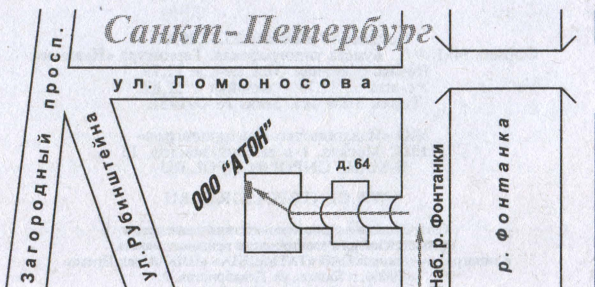 Санкт-Петербург
ул. Ломоносова
Загородный просп.
ул.Рубинштейна
ООО "АТОН"
д. 64
Наб. р. Фонтанки
р. Фонтанка